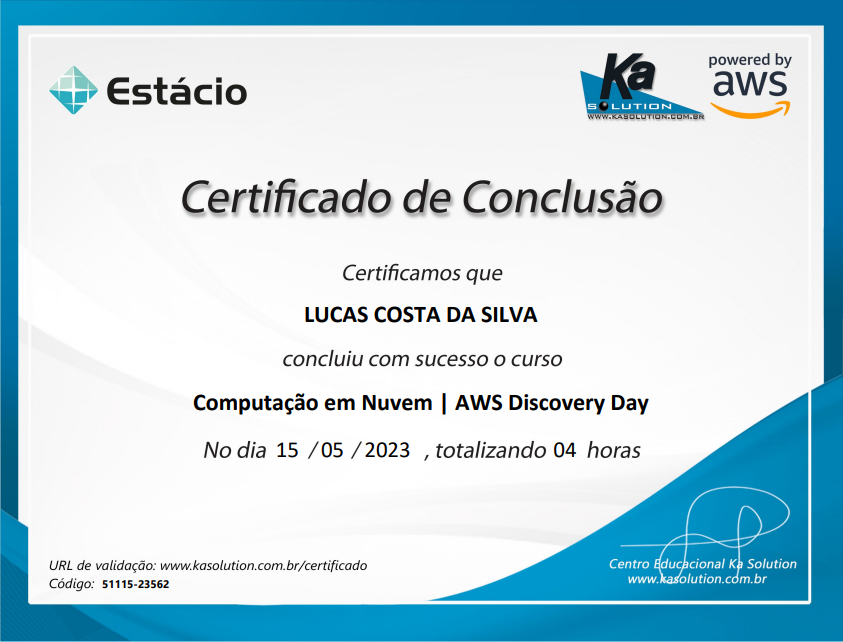 Estácio
Ka
SOLUTION
WWW.KASOLUTION.COM.BR
powered by
aws
Certificado de Conclusão
Certificamos que
LUCAS COSTA DA SILVA
concluiu com sucesso o curso
Computação em Nuvem | AWS Discovery Day
No dia 15 / 05 / 2023 , totalizando 04 horas
URL de validação: www.kasolution.com.br/certificado
Código: 51115-23562
Centro Educacional Ka Solution
www.kasolution.com.br